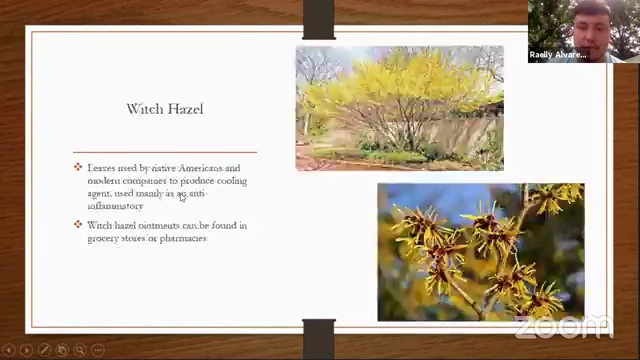 Raelly Alvare...
Witch Hazel
Leaves used by native Americans and
modern companies to produce cooling
agent, used mainly in an anti-
inflammatory
Witch hazel ointments can be found in
grocery stores or pharmacies
zoom